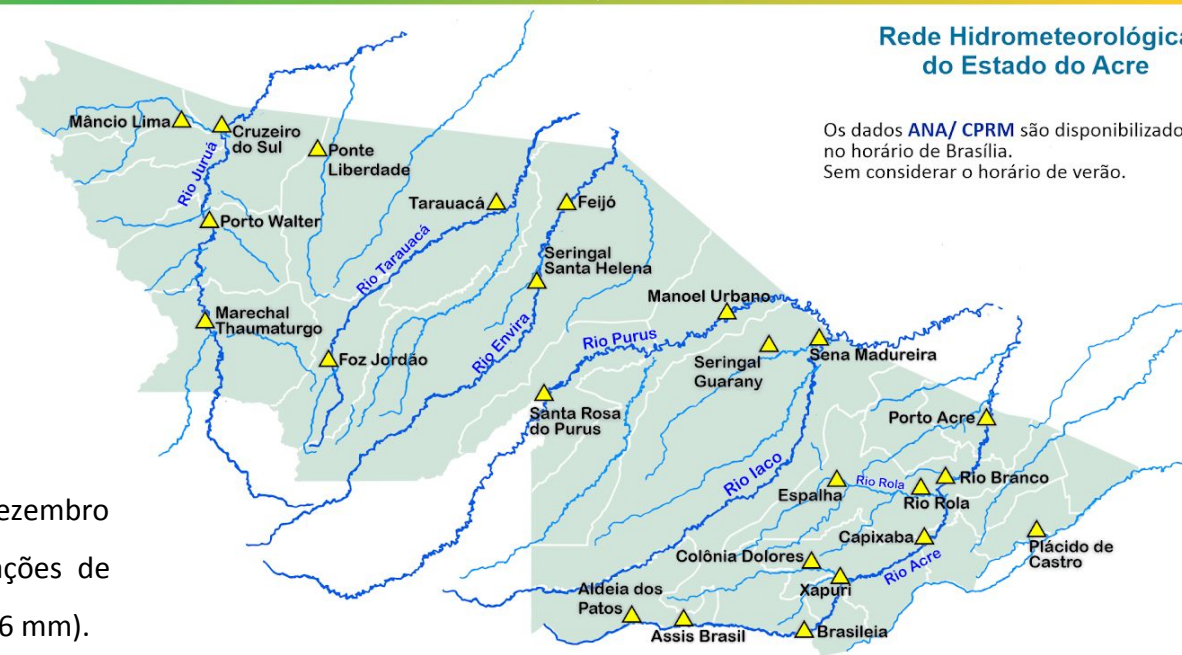 Rede Hidrometeorológica
do Estado do Acre
Os dados ANA/ CPRM são
no horário de Brasília.
Sem considerar o horário de verão.
Mâncio Lima
Cruzeiro
do Sul
Ponte
Liberdade
Rio Juruá
Porto Walter
Tarauacá
Feijó
Rio Tarauacá
Seringal
Santa Helena
Marechal
Thaumaturgo
Foz Jordão
Rio Envira
Manoel Urbano
Rio Purus
Seringal
Guarany
Sena Madureira
Santa Rosa
do Purus
Porto Acre
Rio Iaco
Espalha
Rio Rola
Rio Rola
Rio Branco
Capixaba
Plácido de
Castro
Colônia Dolores
Rio Acre
Xapuri
Aldeia dos
Patos
Assis Brasil
Brasileia
de
6 mm).